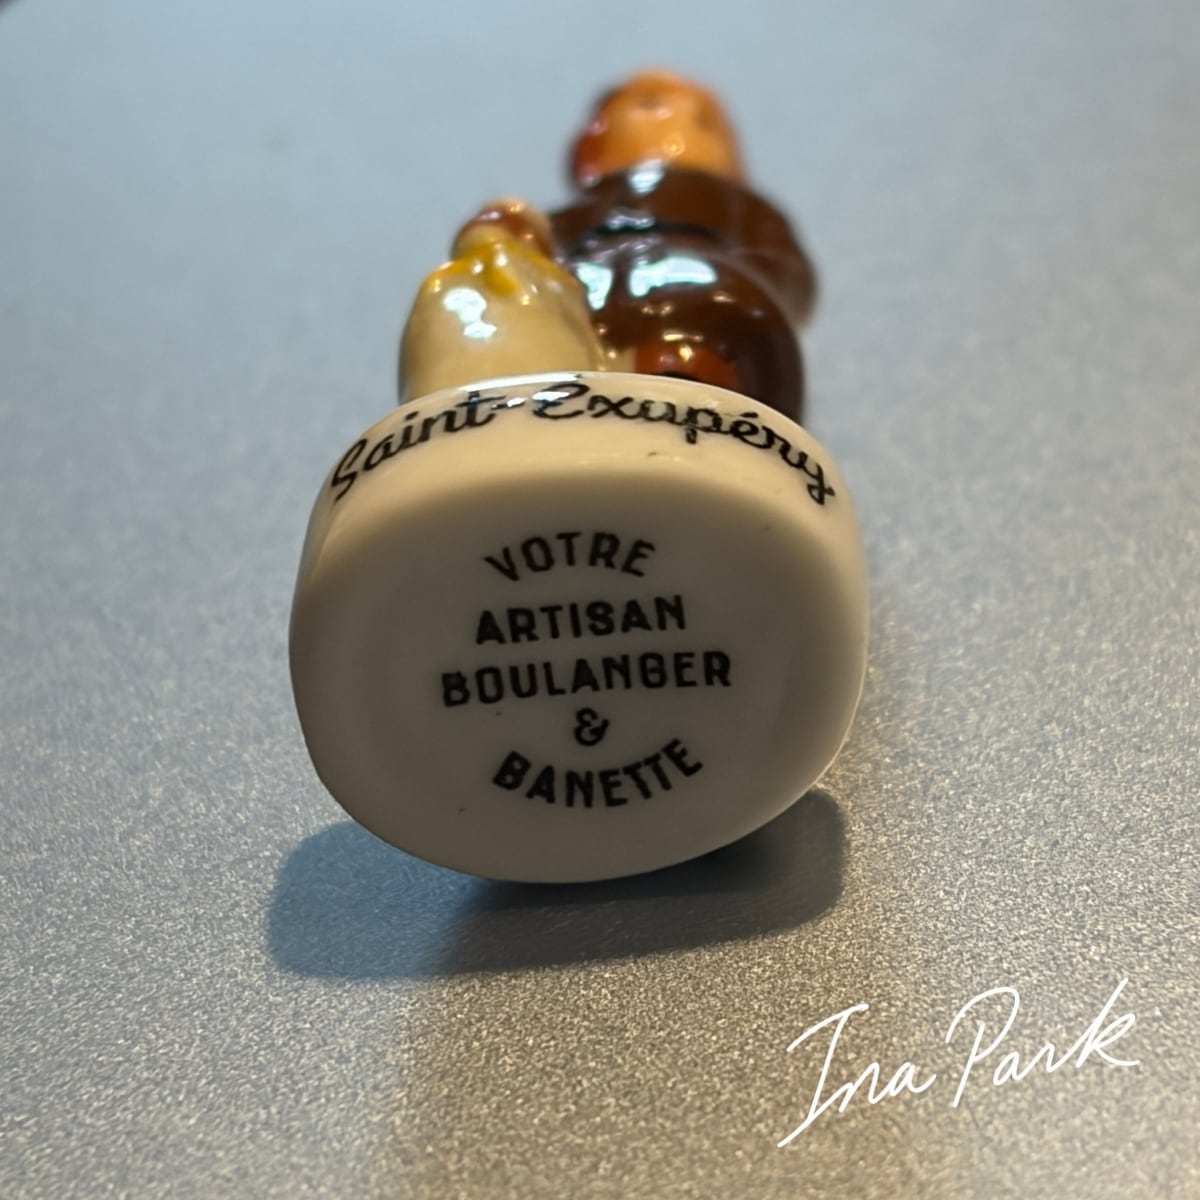 Saint-Exupéry
VOTRE
ARTISAN
BOULANGER
&
BANETTE
Ina Park